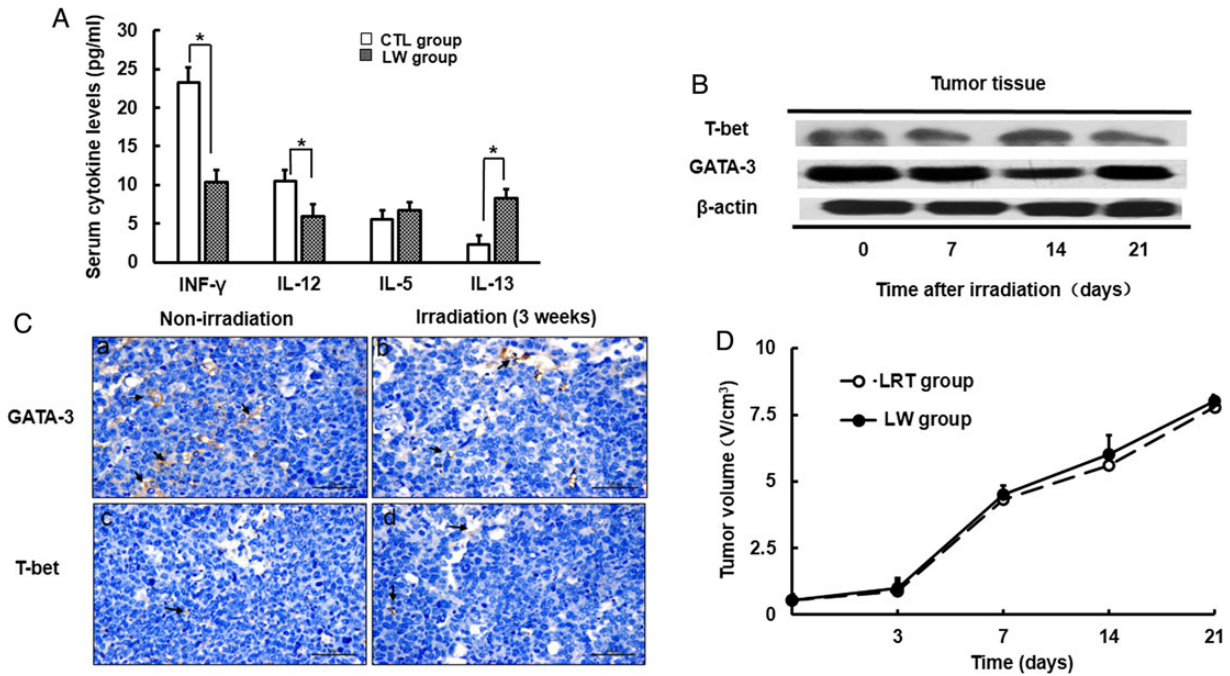 A
Serum cytokine levels (pg/ml)
30
25
20
15
10
5
0
*
*
*
CTL group
LW group
INF-γ
IL-12
IL-5
IL-13
B
Tumor tissue
T-bet
GATA-3
β-actin
0 7 14 21
Time after irradiation (days)
C
Non-irradiation
Irradiation (3 weeks)
GATA-3
T-bet
a
b
c
d
D
Tumor volume (V/cm³)
10
7.5
5
2.5
0
·LRT group
LW group
3 7 14 21
Time (days)